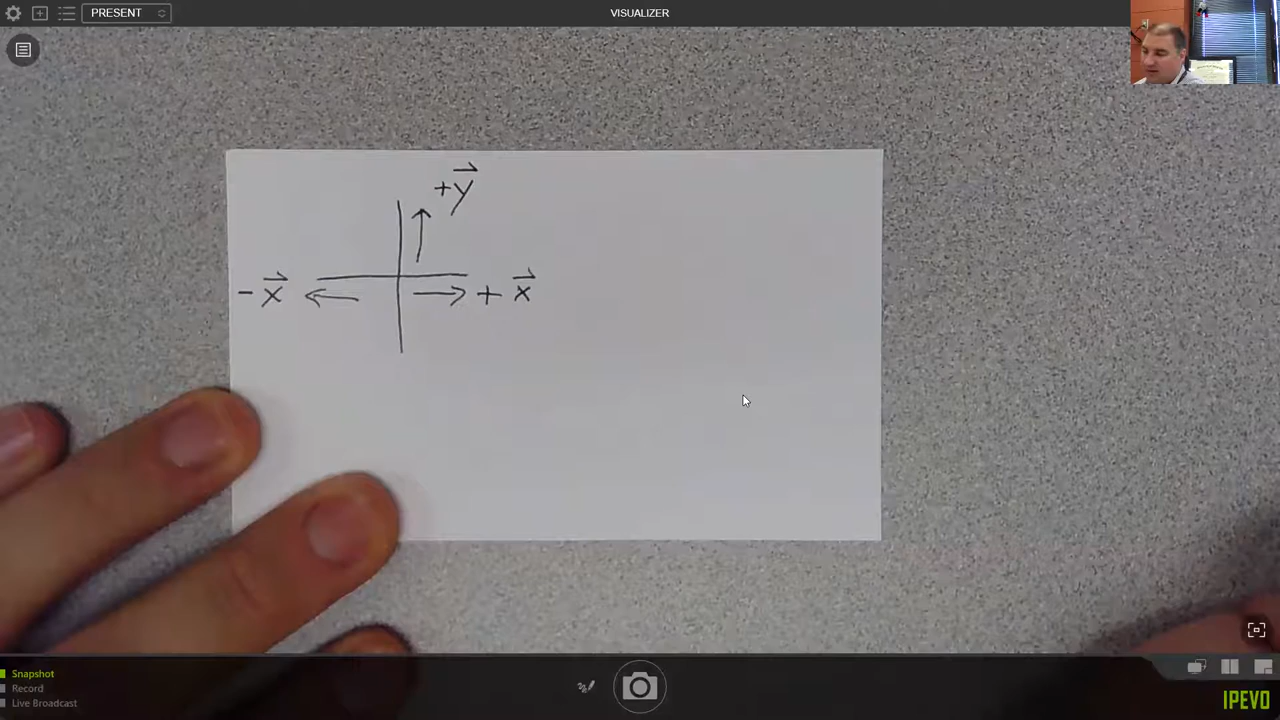 PRESENT
VISUALIZER
+y⃗
-x⃗
+ x⃗
Snapshot
Record
Live Broadcast
IPEVO